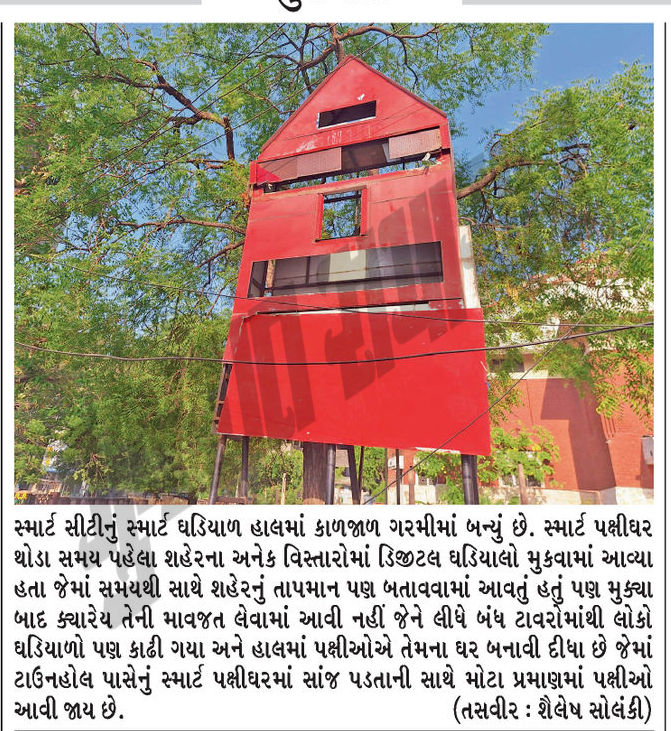 સ્માર્ટ સીટીનું સ્માર્ટ ઘડિયાળ હાલમાં કાળજાળ ગરમીમાં બન્યું છે. સ્માર્ટ પક્ષીઘર
થોડા સમય પહેલા શહેરના અનેક વિસ્તારોમાં ડિજીટલ ઘડિયાલો મુકવામાં આવ્યા
હતા જેમાં સમયથી સાથે શહેરનું તાપમાન પણ બતાવવામાં આવતું હતું પણ મુક્યા
બાદ ક્યારેય તેની માવજત લેવામાં આવી નહીં જેને લીધે બંધ ટાવરોમાંથી લોકો
ઘડિયાળો પણ કાઢી ગયા અને હાલમાં પક્ષીઓએ તેમના ઘર બનાવી દીધા છે જેમાં
ટાઉનહોલ પાસેનું સ્માર્ટ પક્ષીઘરમાં સાંજ પડતાની સાથે મોટા પ્રમાણમાં પક્ષીઓ
આવી જાય છે. (તસવીર : શૈલેષ સોલંકી)